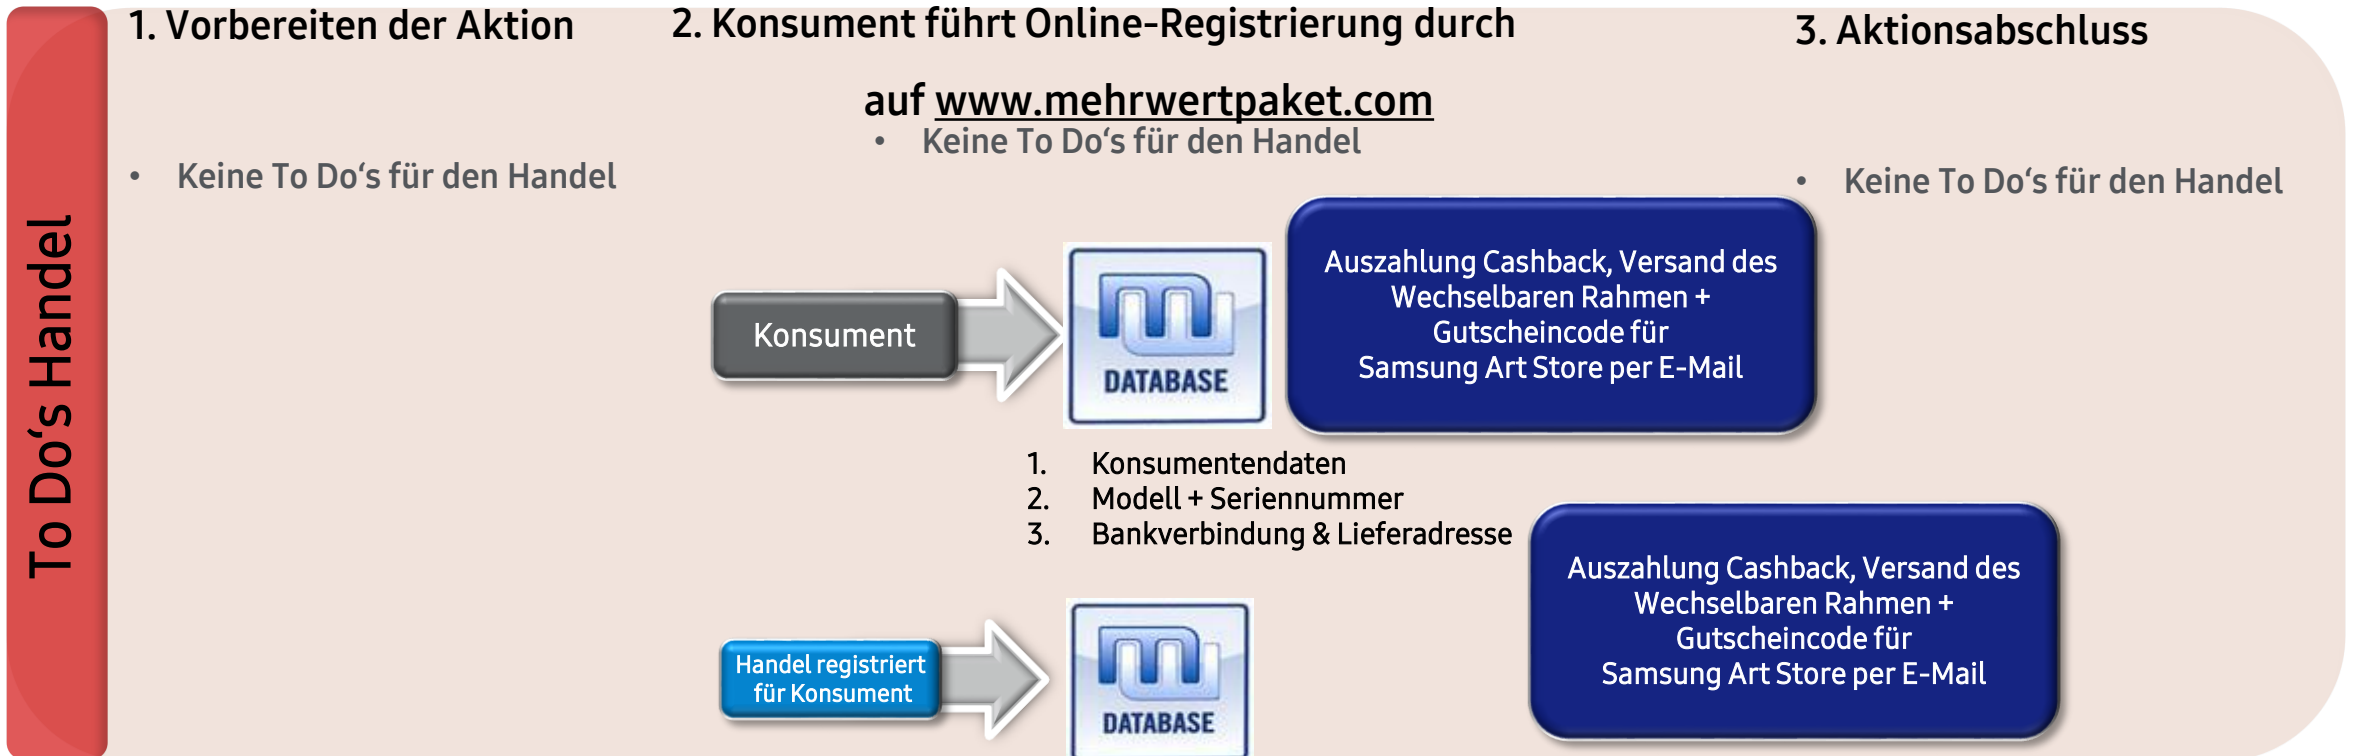 To Do‘s Handel
1. Vorbereiten der Aktion
• Keine To Do‘s für den Handel
2. Konsument führt Online-Registrierung durch
auf www.mehrwertpaket.com
• Keine To Do‘s für den Handel
3. Aktionsabschluss
• Keine To Do‘s für den Handel
Konsument
DATABASE
Auszahlung Cashback, Versand des
Wechselbaren Rahmen +
Gutscheincode für
Samsung Art Store per E-Mail
1. Konsumentendaten
2. Modell + Seriennummer
3. Bankverbindung & Lieferadresse
Handel registriert
für Konsument
DATABASE
Auszahlung Cashback, Versand des
Wechselbaren Rahmen +
Gutscheincode für
Samsung Art Store per E-Mail